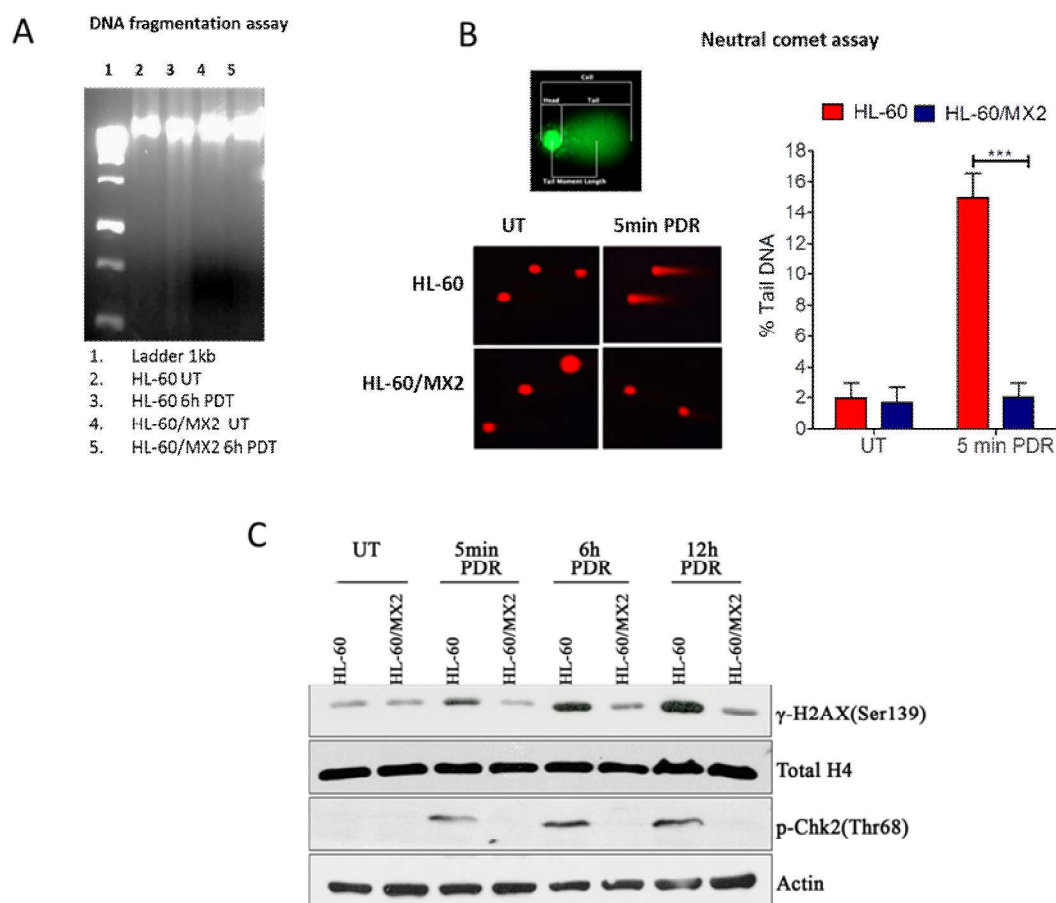 A
DNA fragmentation assay
1 2 3 4 5
1. Ladder 1kb
2. HL-60 UT
3. HL-60 6h PDT
4. HL-60/MX2 UT
5. HL-60/MX2 6h PDT
B
Neutral comet assay
Cell
Head Tail
Tail Moment Length
UT 5min PDR
HL-60
HL-60/MX2
HL-60 HL-60/MX2
***
18
16
14
12
10
8
6
4
2
0
% Tail DNA
UT 5 min PDR
C
UT 5min PDR 6h PDR 12h PDR
HL-60 HL-60/MX2 HL-60 HL-60/MX2 HL-60 HL-60/MX2 HL-60 HL-60/MX2
γ-H2AX(Ser139)
Total H4
p-Chk2(Thr68)
Actin